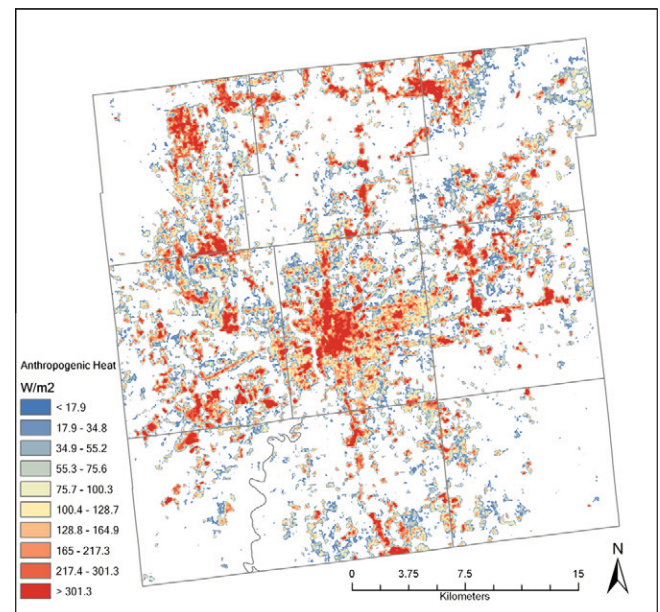 Anthropogenic Heat
W/m2
< 17.9
17.9 - 34.8
34.9 - 55.2
55.3 - 75.6
75.7 - 100.3
100.4 - 128.7
128.8 - 164.9
165 - 217.3
217.4 - 301.3
> 301.3
N
0 3.75 7.5 15
Kilometers